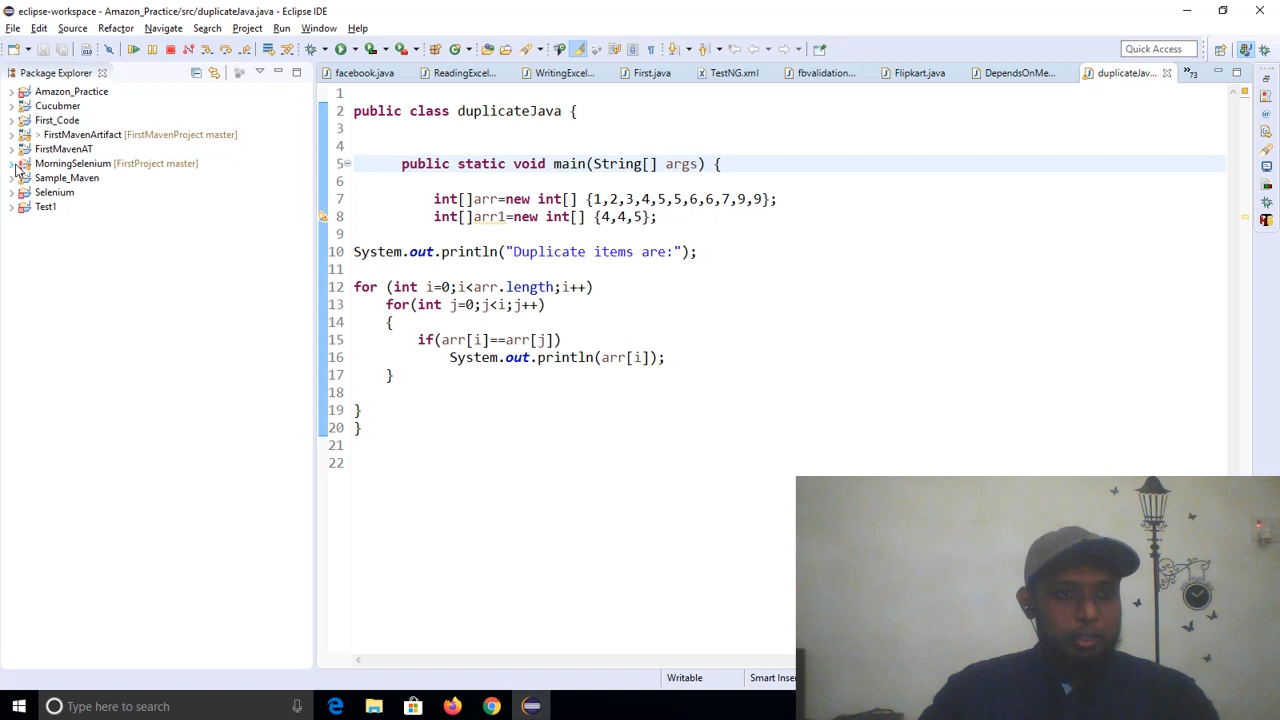 eclipse-workspace - Amazon_Practice/src/duplicateJava.java - Eclipse IDE
File Edit Source Refactor Navigate Search Project Run Window Help
Quick Access
Package Explorer
facebook.java ReadingExcel... WritingExcel... First.java TestNG.xml fbvalidation... Flipkart.java DependsOnMe... duplicateJav... 73
Amazon_Practice
Cucubmer
First_Code
> FirstMavenArtifact [FirstMavenProject master]
FirstMavenAT
MorningSelenium [FirstProject master]
Sample_Maven
Selenium
Test1
1
2 public class duplicateJava {
3
4
5 public static void main(String[] args) {
6
7 int[]arr=new int[] {1,2,3,4,5,5,6,6,7,9,9};
8 int[]arr1=new int[] {4,4,5};
9
10 System.out.println("Duplicate items are:");
11
12 for (int i=0;i<arr.length;i++)
13 for(int j=0;j<i;j++)
14 {
15 if(arr[i]==arr[j])
16 System.out.println(arr[i]);
17 }
18
19 }
20 }
21
22
Writable Smart Inser
Type here to search